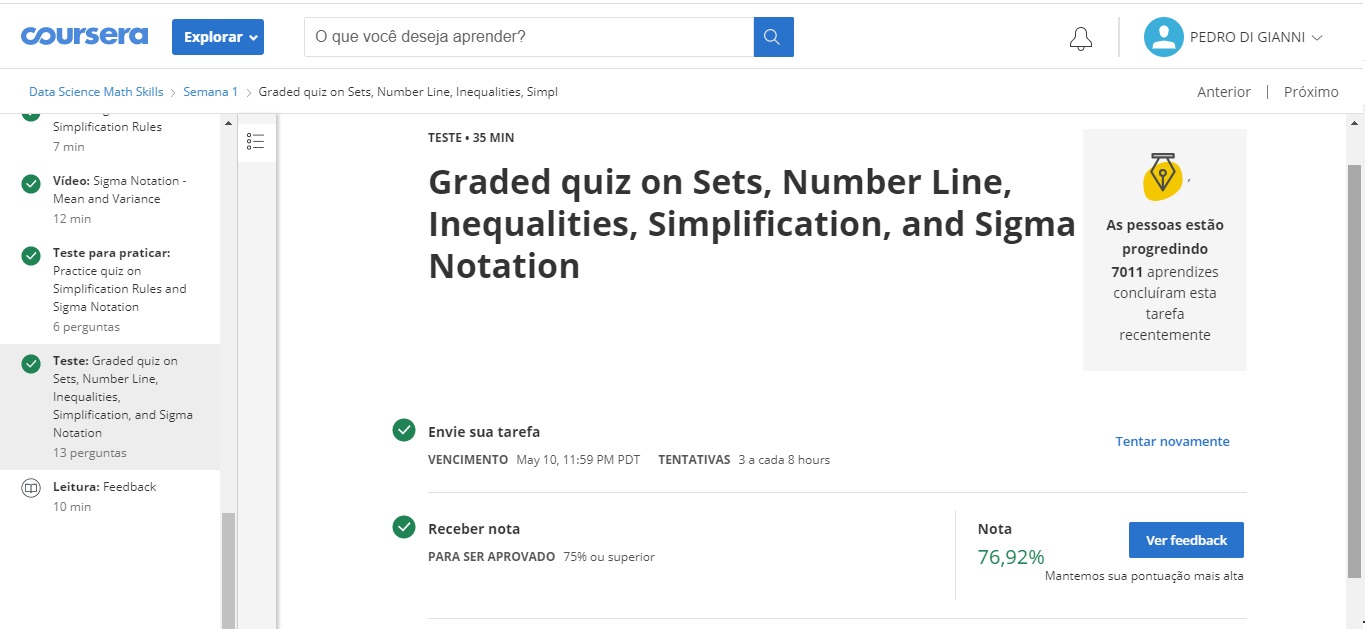 coursera
Explorar
O que você deseja aprender?
PEDRO DI GIANNI
Data Science Math Skills > Semana 1 > Graded quiz on Sets, Number Line, Inequalities, Simpl
Anterior | Próximo
Simplification Rules
7 min
Vídeo: Sigma Notation -
Mean and Variance
12 min
Teste para praticar:
Practice quiz on
Simplification Rules and
Sigma Notation
6 perguntas
Teste: Graded quiz on
Sets, Number Line,
Inequalities,
Simplification, and Sigma
Notation
13 perguntas
Leitura: Feedback
10 min
TESTE • 35 MIN
Graded quiz on Sets, Number Line,
Inequalities, Simplification, and Sigma
Notation
,
As pessoas estão
progredindo
7011 aprendizes
concluíram esta
tarefa
recentemente
Envie sua tarefa
VENCIMENTO May 10, 11:59 PM PDT TENTATIVAS 3 a cada 8 hours
Tentar novamente
Receber nota
PARA SER APROVADO 75% ou superior
Nota
76,92%
Ver feedback
Mantemos sua pontuação mais alta